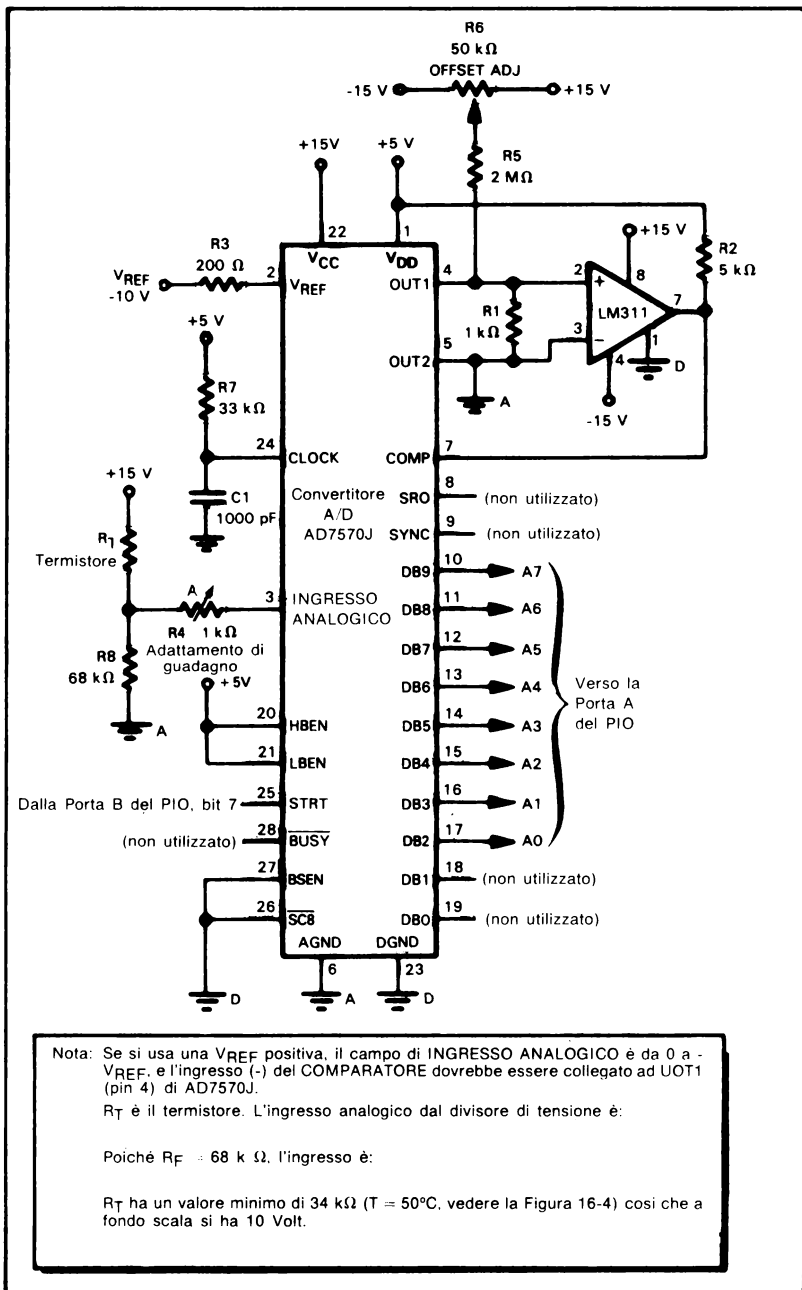 R6
50 kΩ
OFFSET ADJ
-15 V
+15 V
+15V
+5 V
R5
2 MΩ
22
1
VCC
VDD
R3
200 Ω
VREF
-10 V
2
VREF
4
OUT1
R1
1 kΩ
2
+
+15 V
8
LM311
7
R2
5 kΩ
3
−
4
1
D
-15 V
5
OUT2
A
+5 V
R7
33 kΩ
24
CLOCK
C1
1000 pF
7
COMP
8
SRO
(non utilizzato)
9
SYNC
(non utilizzato)
Convertitore
A/D
AD7570J
+15 V
RT
Termistore
A
3
INGRESSO
ANALOGICO
R4 1 kΩ
Adattamento di
guadagno
R8
68 kΩ
A
+5V
10
DB9
A7
11
DB8
A6
12
DB7
A5
13
DB6
A4
14
DB5
A3
15
DB4
A2
16
DB3
A1
17
DB2
A0
Verso la
Porta A
del PIO
18
DB1
(non utilizzato)
19
DB0
(non utilizzato)
20
HBEN
21
LBEN
Dalla Porta B del PIO, bit 7
25
STRT
(non utilizzato)
28
BUSY
27
BSEN
26
SC8
D
AGND
DGND
6
23
A
D
Nota: Se si usa una VREF positiva, il campo di INGRESSO ANALOGICO è da 0 a -
VREF, e l'ingresso (-) del COMPARATORE dovrebbe essere collegato ad UOT1
(pin 4) di AD7570J.
RT è il termistore. L'ingresso analogico dal divisore di tensione è:
Poiché RF = 68 k Ω, l'ingresso è:
RT ha un valore minimo di 34 kΩ (T = 50°C, vedere la Figura 16-4) cosi che a
fondo scala si ha 10 Volt.